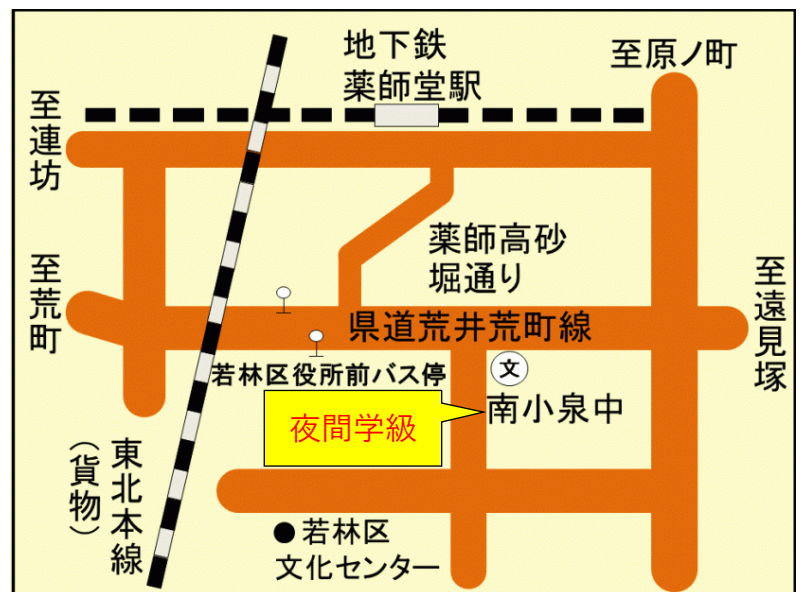 地下鉄
薬師堂駅
至原ノ町
至連坊
薬師高砂
堀通り
至荒町
至遠見塚
県道荒井荒町線
若林区役所前バス停
文
夜間学級
南小泉中
東北本線
（貨物）
●若林区
文化センター